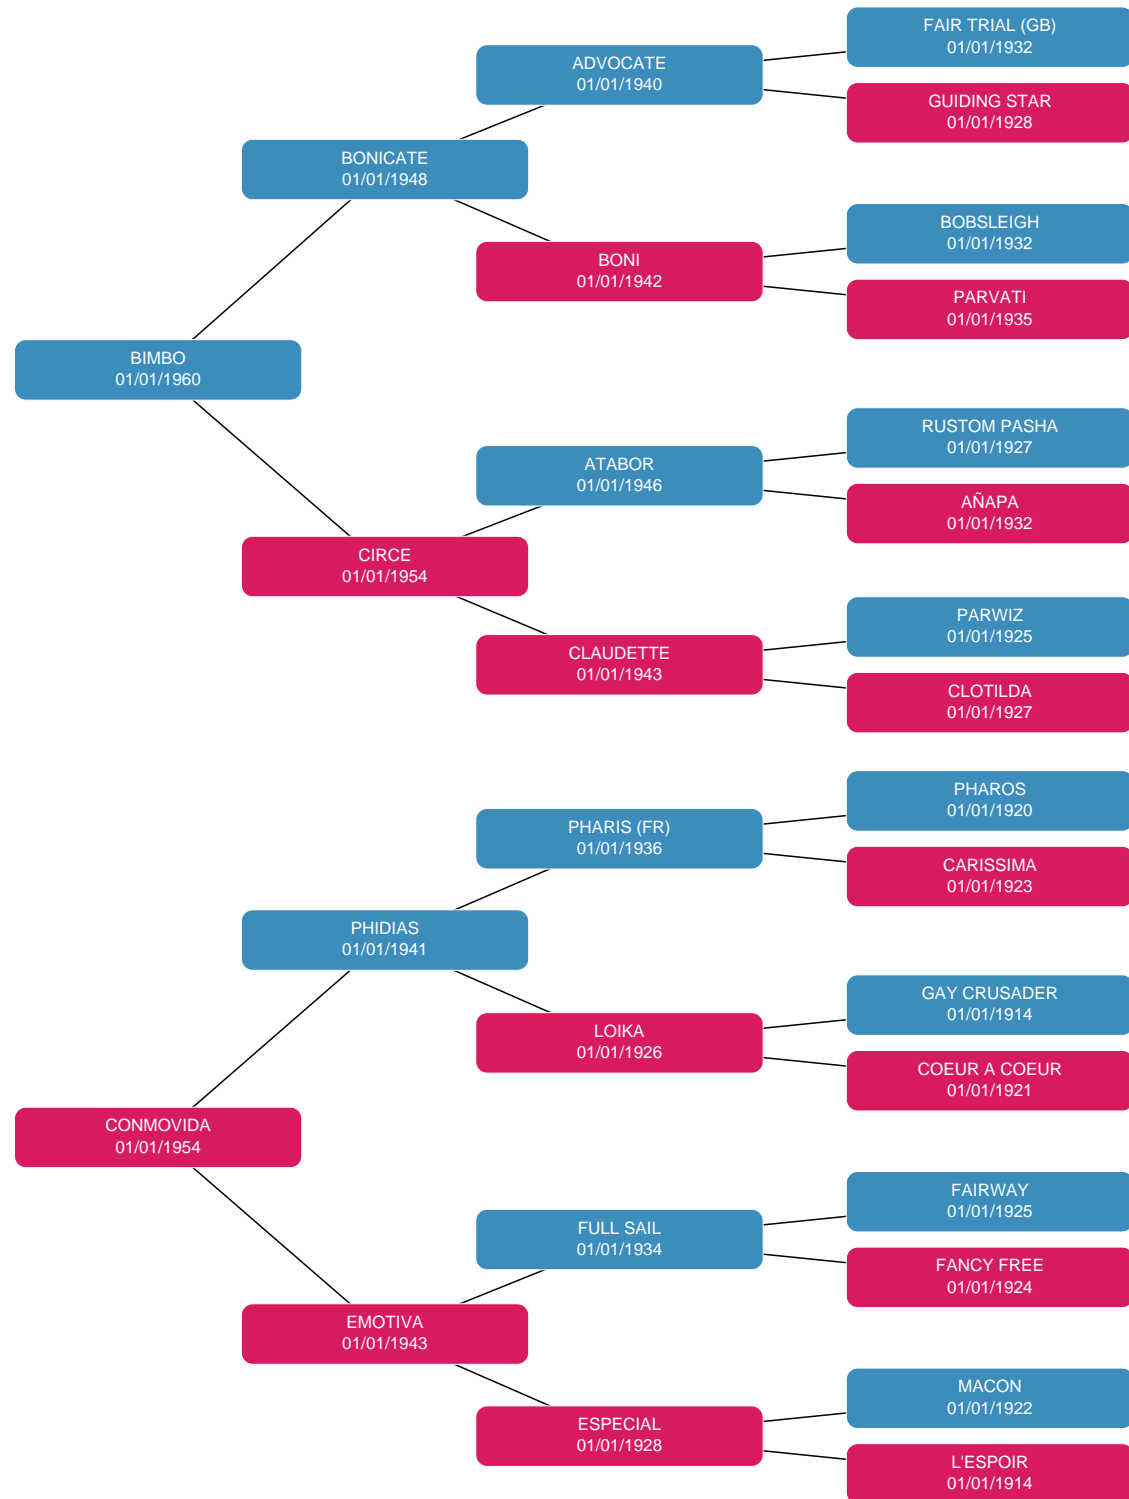 FAIR TRIAL (GB)
01/01/1932
ADVOCATE
01/01/1940
GUIDING STAR
01/01/1928
BONICATE
01/01/1948
BOBSLEIGH
01/01/1932
BONI
01/01/1942
PARVATI
01/01/1935
BIMBO
01/01/1960
RUSTOM PASHA
01/01/1927
ATABOR
01/01/1946
AÑAPA
01/01/1932
CIRCE
01/01/1954
PARWIZ
01/01/1925
CLAUDETTE
01/01/1943
CLOTILDA
01/01/1927
PHAROS
01/01/1920
PHARIS (FR)
01/01/1936
CARISSIMA
01/01/1923
PHIDIAS
01/01/1941
GAY CRUSADER
01/01/1914
LOIKA
01/01/1926
COEUR A COEUR
01/01/1921
CONMOVIDA
01/01/1954
FAIRWAY
01/01/1925
FULL SAIL
01/01/1934
FANCY FREE
01/01/1924
EMOTIVA
01/01/1943
MACON
01/01/1922
ESPECIAL
01/01/1928
L'ESPOIR
01/01/1914